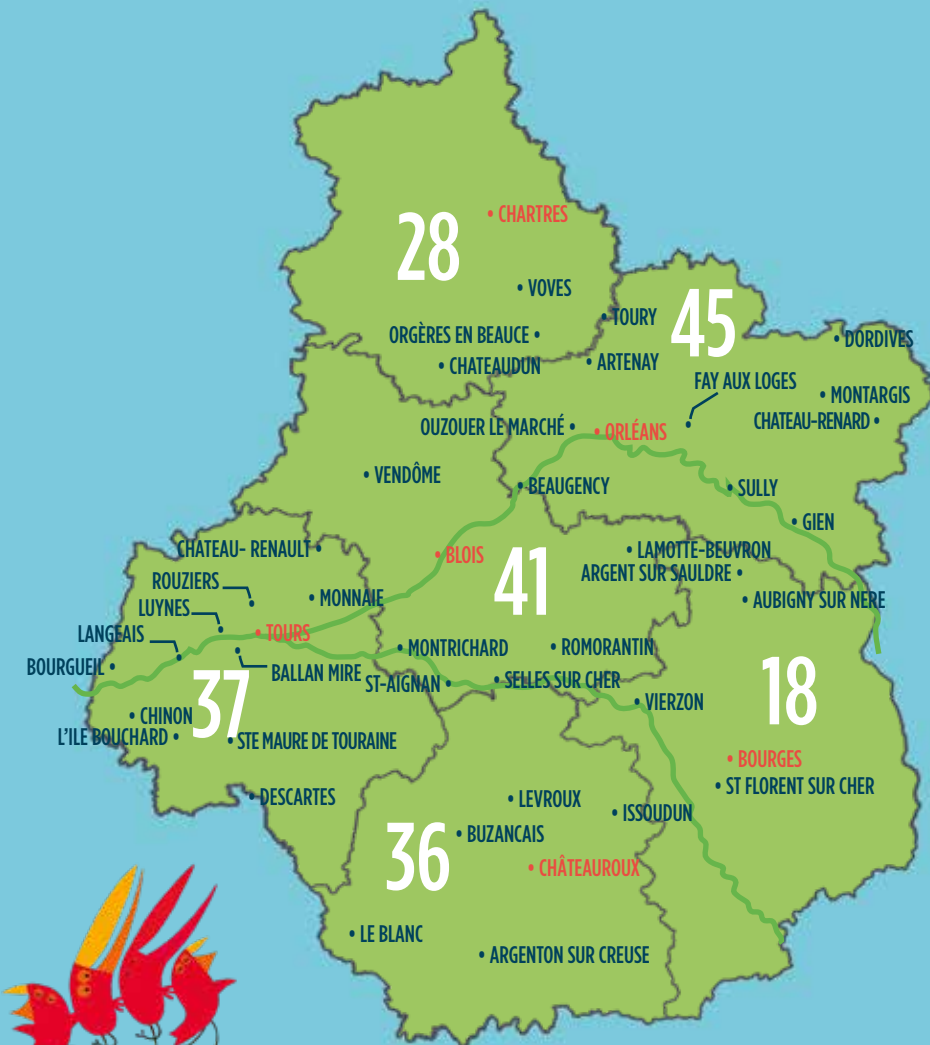 CHARTRES
28
VOVES
TOURY
45
ORGÈRES EN BEAUCE
DORDIVES
CHATEAUDUN
ARTENAY
FAY AUX LOGES
MONTARGIS
CHATEAU-RENARD
OUZOUER LE MARCHÉ
ORLÉANS
VENDÔME
BEAUGENCY
SULLY
GIEN
CHATEAU- RENAULT
BLOIS
41
LAMOTTE-BEUVRON
ARGENT SUR SAULDRE
ROUZIERS
MONNAIE
AUBIGNY SUR NERE
LUYNES
LANGEAIS
TOURS
MONTRICHARD
ROMORANTIN
BOURGUEIL
BALLAN MIRE
ST-AIGNAN
SELLES SUR CHER
37
18
VIERZON
CHINON
L'ILE BOUCHARD
STE MAURE DE TOURAINE
BOURGES
ST FLORENT SUR CHER
DESCARTES
LEVROUX
ISSOUDUN
BUZANCAIS
36
CHÂTEAUROUX
LE BLANC
ARGENTON SUR CREUSE